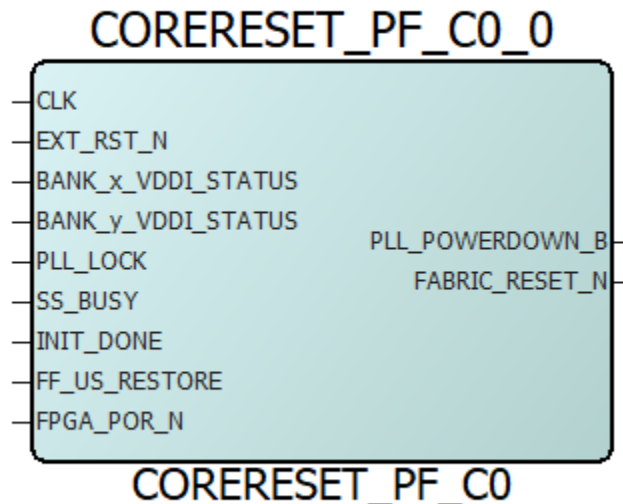 CORERESET_PF_C0_0
CLK
EXT_RST_N
BANK_x_VDDI_STATUS
BANK_y_VDDI_STATUS
PLL_LOCK
SS_BUSY
INIT_DONE
FF_US_RESTORE
FPGA_POR_N
PLL_POWERDOWN_B
FABRIC_RESET_N
CORERESET_PF_C0